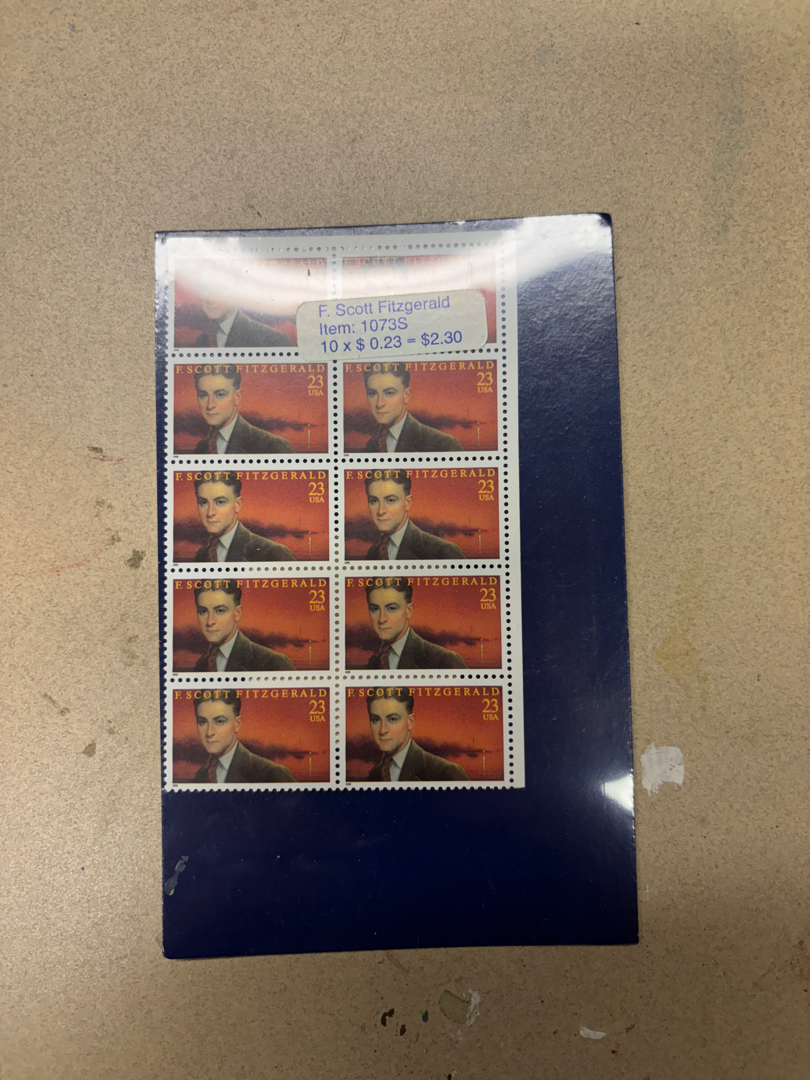 F. Scott Fitzgerald
Item: 1073S
10 x $ 0.23 = $2.30
F. SCOTT FITZGERALD
23
USA
F. SCOTT FITZGERALD
23
USA
F. SCOTT FITZGERALD
23
USA
F. SCOTT FITZGERALD
23
USA
F. SCOTT FITZGERALD
23
USA
F. SCOTT FITZGERALD
23
USA
F. SCOTT FITZGERALD
23
USA
F. SCOTT FITZGERALD
23
USA